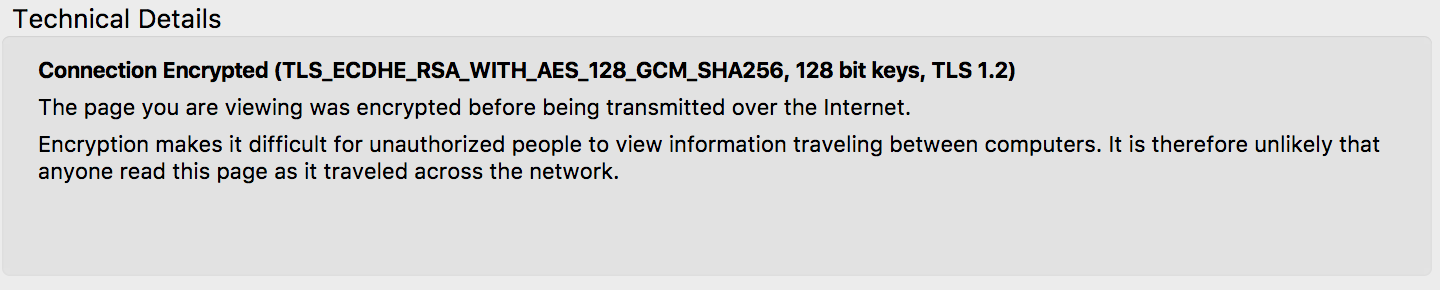 Technical Details
Connection Encrypted (TLS_ECDHE_RSA_WITH_AES_128_GCM_SHA256, 128 bit keys, TLS 1.2)
The page you are viewing was encrypted before being transmitted over the Internet.
Encryption makes it difficult for unauthorized people to view information traveling between computers. It is therefore unlikely that
anyone read this page as it traveled across the network.